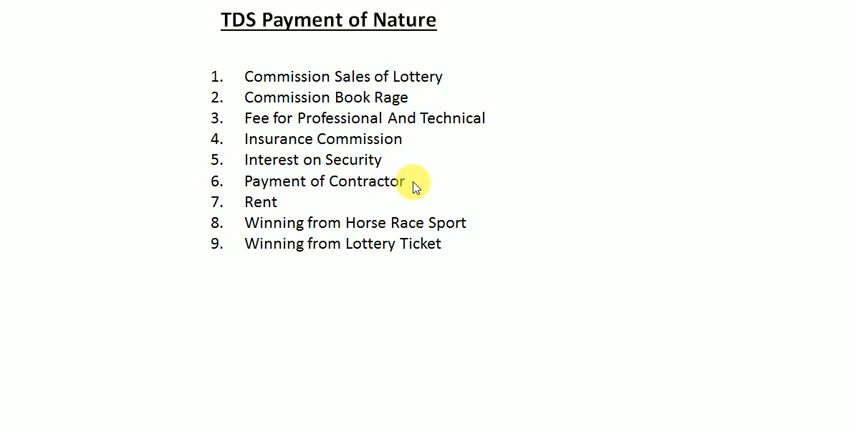 TDS Payment of Nature
1. Commission Sales of Lottery
2. Commission Book Rage
3. Fee for Professional And Technical
4. Insurance Commission
5. Interest on Security
6. Payment of Contractor
7. Rent
8. Winning from Horse Race Sport
9. Winning from Lottery Ticket